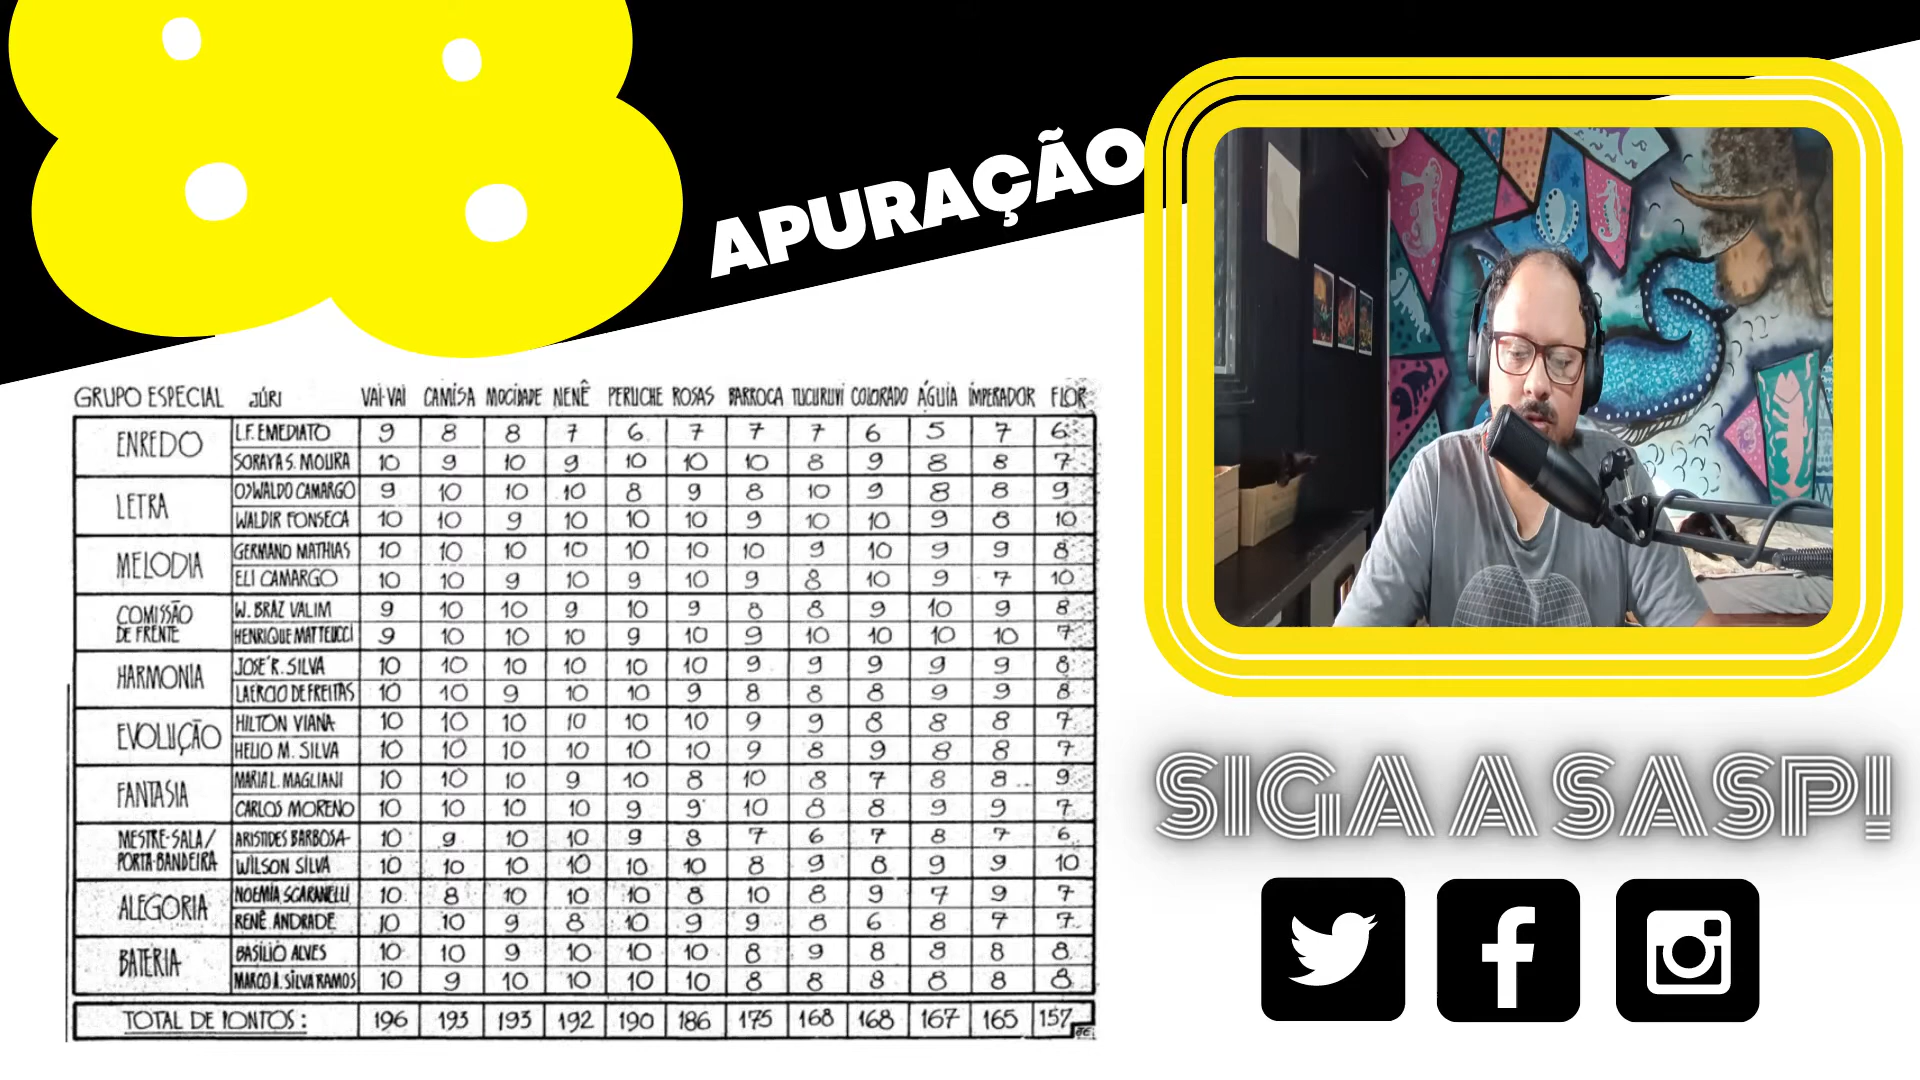 APURAÇÃO
GRUPO ESPECIAL JÚRI VAI-VAI CAMISA MOCIDADE NENÊ PERUCHE ROSAS BARROCA TUCURUVI COLORADO ÁGUIA IMPERADOR FLOR
ENREDO L.F. EMEDIATO 9 8 8 7 6 7 7 7 6 5 7 6
SORAYA S. MOURA 10 9 10 9 10 10 10 8 9 8 8 7
LETRA OSWALDO CAMARGO 9 10 10 10 8 9 8 10 9 8 8 9
WALDIR FONSECA 10 10 9 10 10 10 9 10 10 9 8 10
MELODIA GERMANO MATHIAS 10 10 10 10 10 10 10 9 10 9 9 8
ELI CAMARGO 10 10 9 10 9 10 9 8 10 9 7 10
COMISSÃO DE FRENTE W. BRAZ VALIM 9 10 10 9 10 9 8 8 9 10 9 8
HENRIQUE MATTEUCCI 9 10 10 10 9 10 9 10 10 10 10 7
HARMONIA JOSÉ R. SILVA 10 10 10 10 10 10 9 9 9 9 9 8
LAÉRCIO DE FREITAS 10 10 9 10 10 9 8 8 8 9 9 8
EVOLUÇÃO HILTON VIANA 10 10 10 10 10 10 9 9 8 8 8 7
HELIO M. SILVA 10 10 10 10 10 10 9 8 9 8 8 7
FANTASIA MARIA L. MAGLIANI 10 10 10 9 10 8 10 8 7 8 8 9
CARLOS MORENO 10 10 10 10 9 9 10 8 8 9 9 7
MESTRE-SALA/ PORTA-BANDEIRA ARISTIDES BARBOSA 10 9 10 10 9 8 7 6 7 8 7 6
WILSON SILVA 10 10 10 10 10 10 8 9 8 9 9 10
ALEGORIA NOEMÍA SCARANELLI 10 8 10 10 10 8 10 8 9 7 9 7
RENÊ ANDRADE 10 10 9 8 10 9 9 8 6 8 7 7
BATERIA BASÍLIO ALVES 10 10 9 10 10 10 8 9 8 8 8 8
MARCO A. SILVA RAMOS 10 9 10 10 10 10 8 8 8 8 8 8
TOTAL DE PONTOS: 196 193 193 192 190 186 175 168 168 167 165 157
SIGA A SASP!